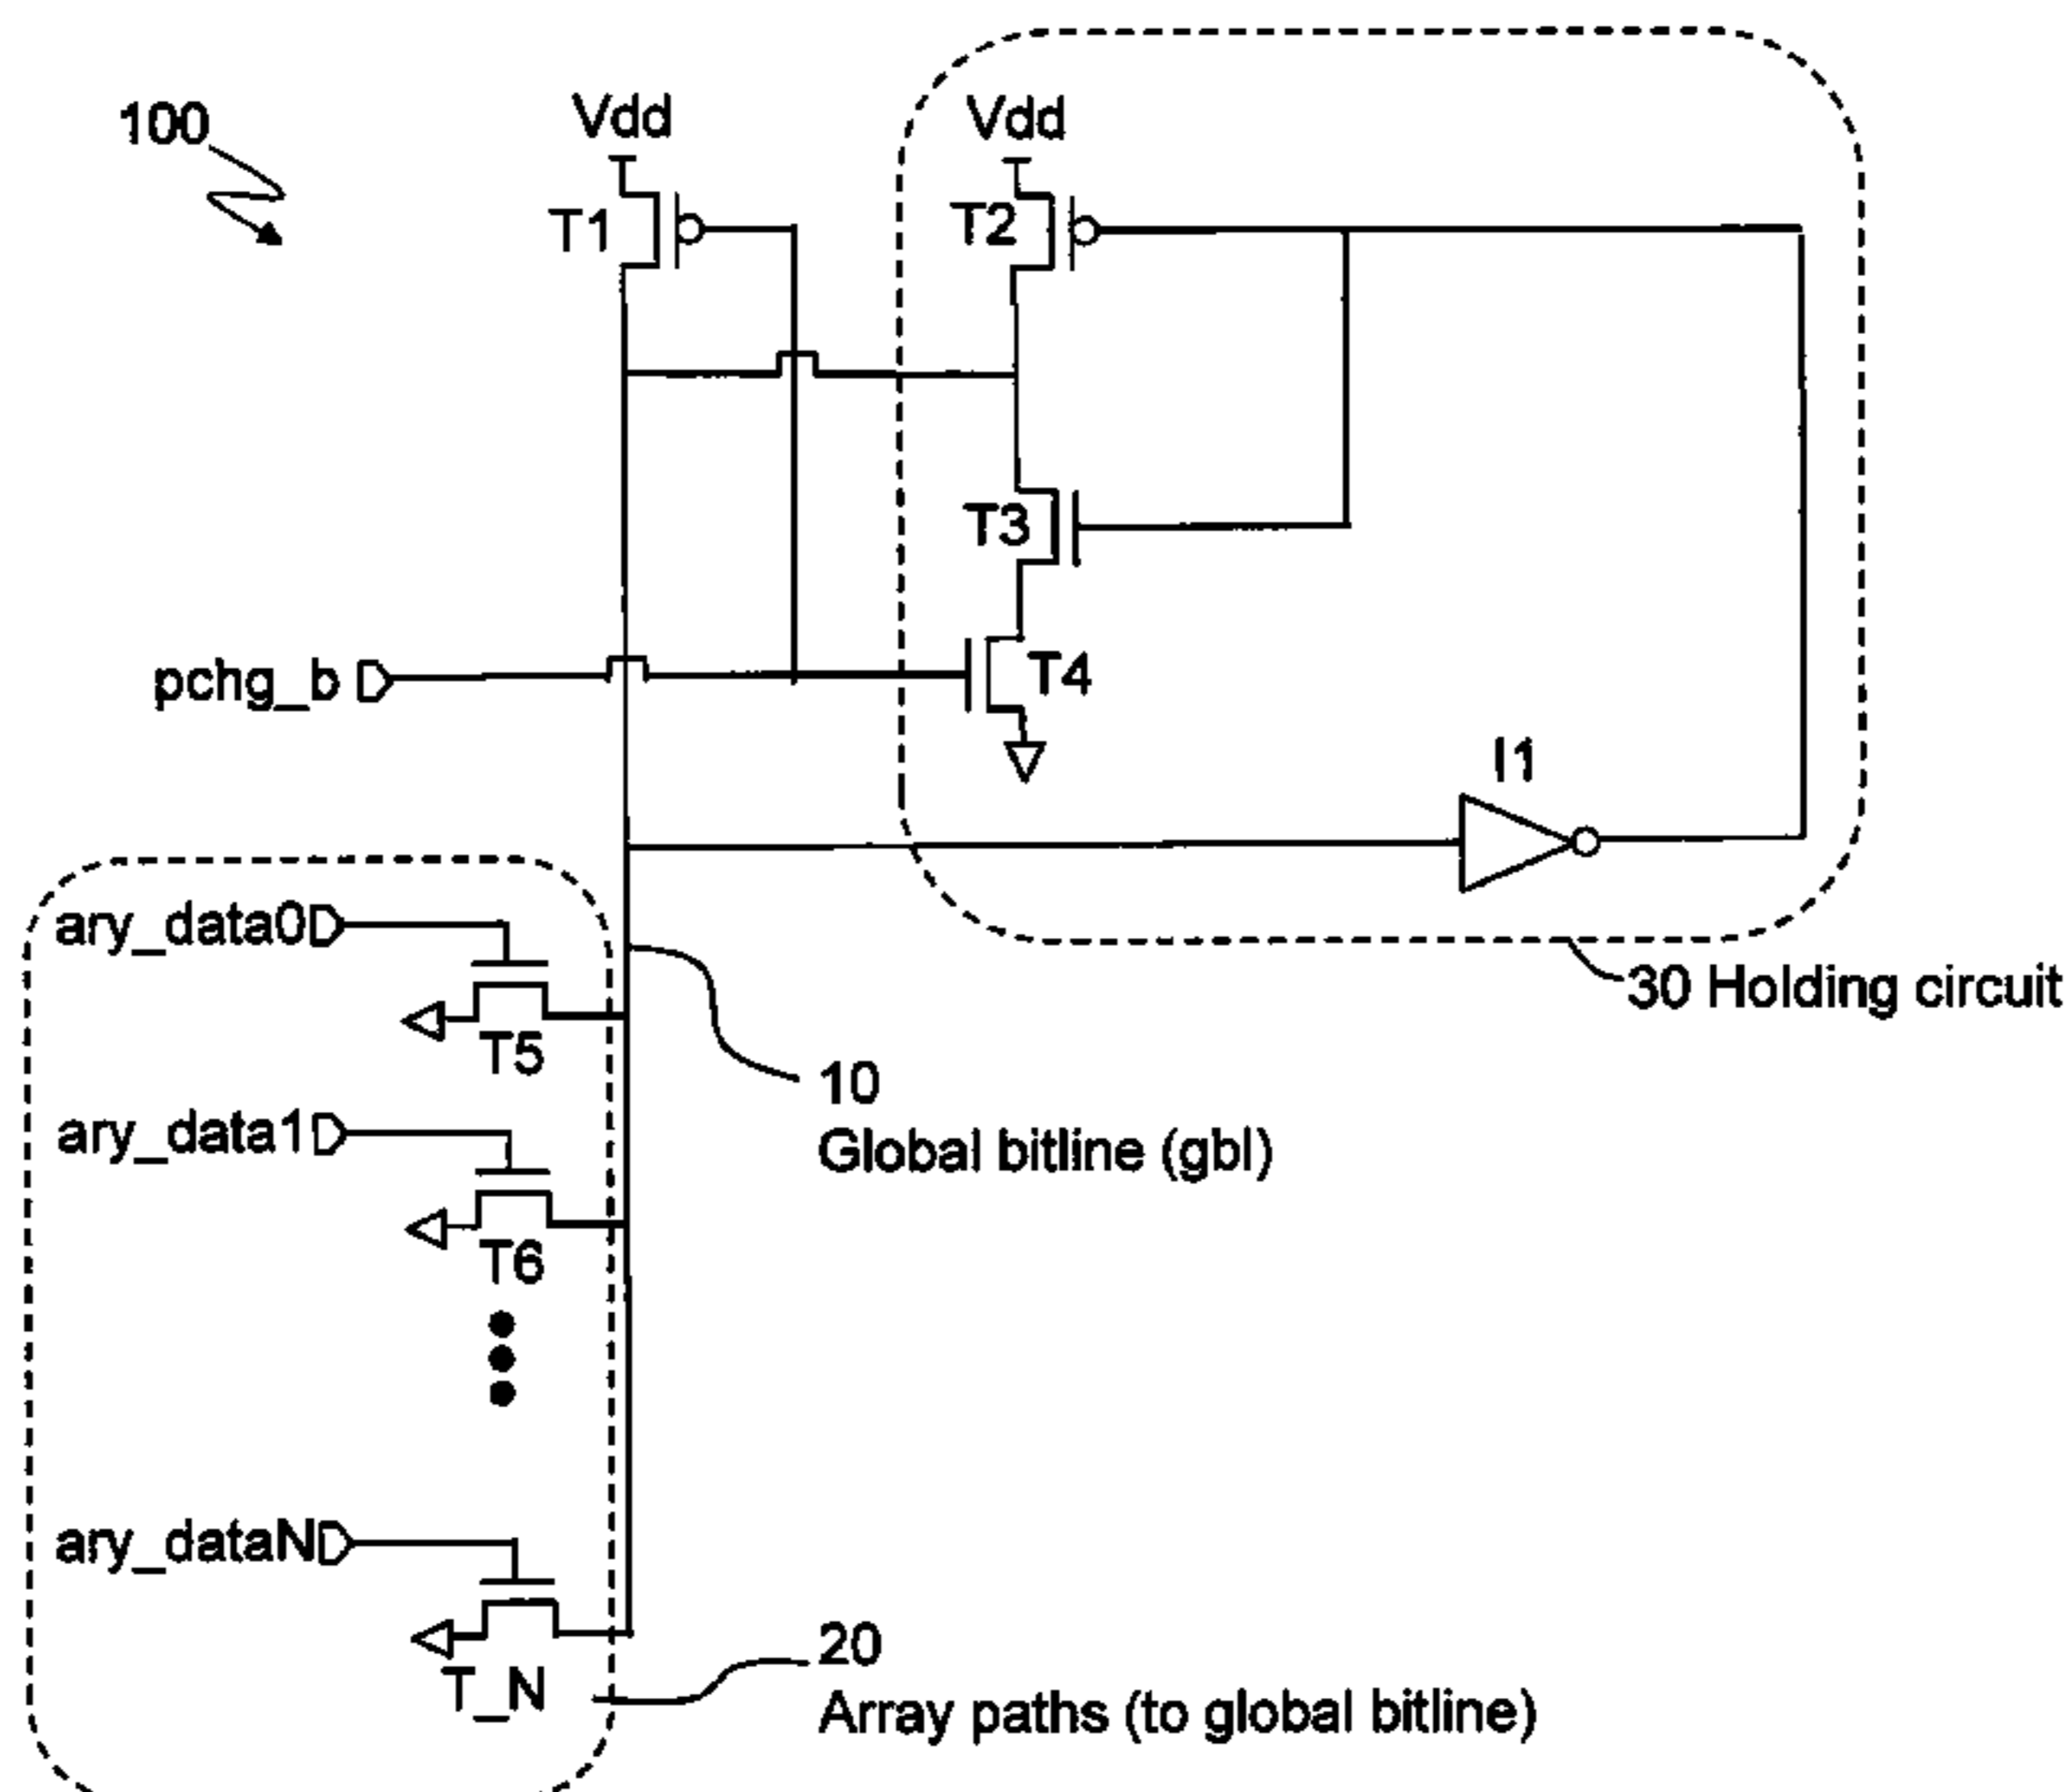 100
Vdd
Vdd
T1
T2
T3
pchg_b
T4
I1
ary_data0
30 Holding circuit
T5
10
ary_data1
Global bitline (gbl)
T6
ary_dataN
20
T_N
Array paths (to global bitline)